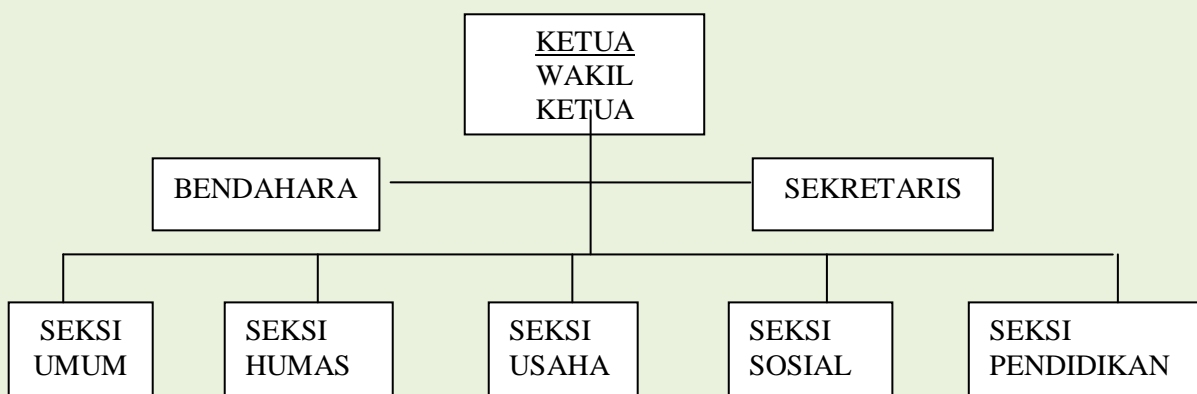 KETUA
WAKIL
KETUA
BENDAHARA
SEKRETARIS
SEKSI
UMUM
SEKSI
HUMAS
SEKSI
USAHA
SEKSI
SOSIAL
SEKSI
PENDIDIKAN